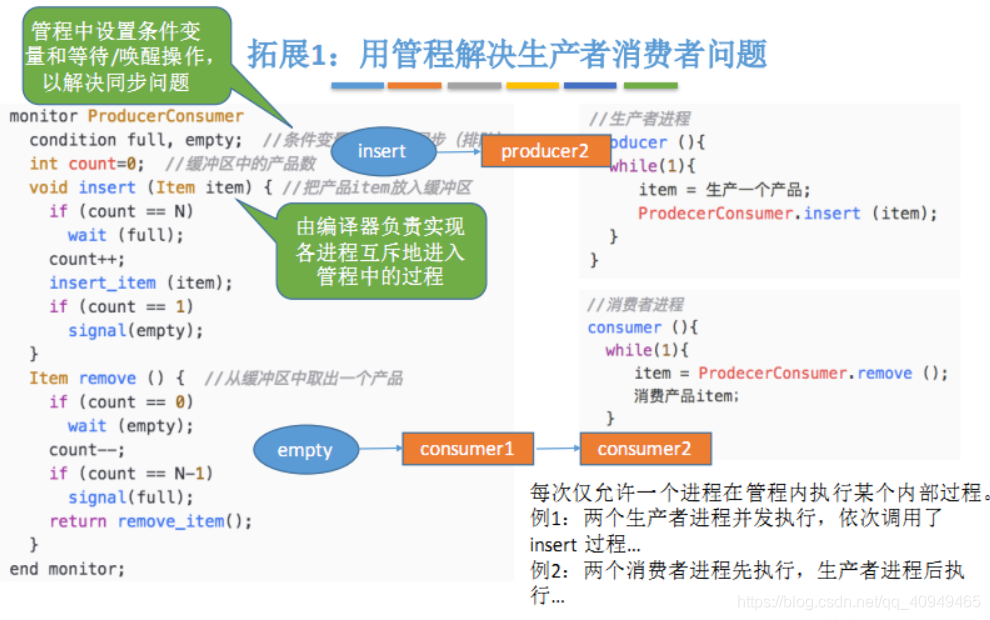 管程中设置条件变
量和等待/唤醒操作,
以解决同步问题
拓展1：用管程解决生产者消费者问题
monitor ProducerConsumer
condition full, empty; //条件变量 步（排
int count=0; //缓冲区中的产品数
void insert (Item item) { //把产品item放入缓冲区
if (count == N)
wait (full);
count++;
insert_item (item);
if (count == 1)
signal(empty);
}
Item remove () { //从缓冲区中取出一个产品
if (count == 0)
wait (empty);
count--;
if (count == N-1)
signal(full);
return remove_item();
}
end monitor;
insert
producer2
由编译器负责实现
各进程互斥地进入
管程中的过程
empty
consumer1
consumer2
//生产者进程
oducer (){
while(1){
item = 生产一个产品;
ProdecerConsumer.insert (item);
}
}
//消费者进程
consumer (){
while(1){
item = ProdecerConsumer.remove ();
消费产品item;
}
每次仅允许一个进程在管程内执行某个内部过程。
例1：两个生产者进程并发执行，依次调用了
insert 过程...
例2：两个消费者进程先执行，生产者进程后执
行...
https://blog.csdn.net/qq_40949465